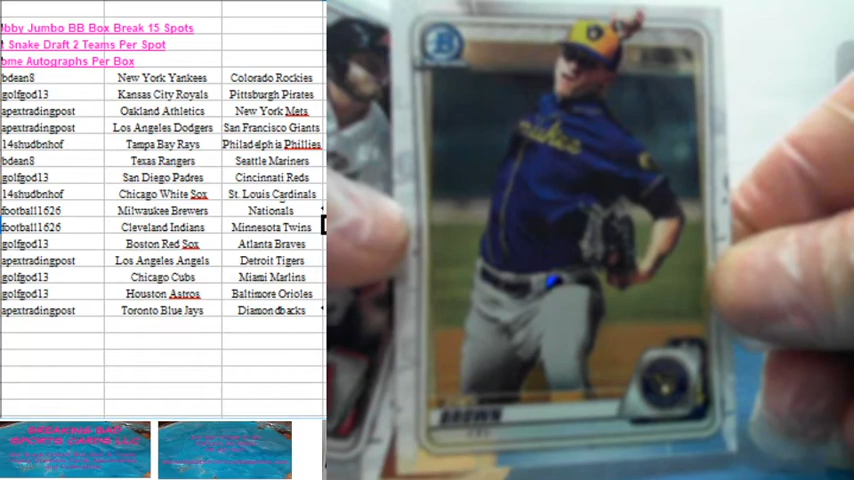 bby Jumbo BB Box Break 15 Spots
t Snake Draft 2 Teams Per Spot
ome Autographs Per Box
bdean8 New York Yankees Colorado Rockies
golfgod13 Kansas City Royals Pittsburgh Pirates
apextradingpost Oakland Athletics New York Mets
apextradingpost Los Angeles Dodgers San Francisco Giants
14shudbnhof Tampa Bay Rays Philadelphia Phillies
bdean8 Texas Rangers Seattle Mariners
golfgod13 San Diego Padres Cincinnati Reds
14shudbnhof Chicago White Sox St. Louis Cardinals
football1626 Milwaukee Brewers Nationals
football1626 Cleveland Indians Minnesota Twins
golfgod13 Boston Red Sox Atlanta Braves
apextradingpost Los Angeles Angels Detroit Tigers
golfgod13 Chicago Cubs Miami Marlins
golfgod13 Houston Astros Baltimore Orioles
apextradingpost Toronto Blue Jays Diamondbacks
BREAKING BAD
SPORTS CARDS LLC
B
BROWN